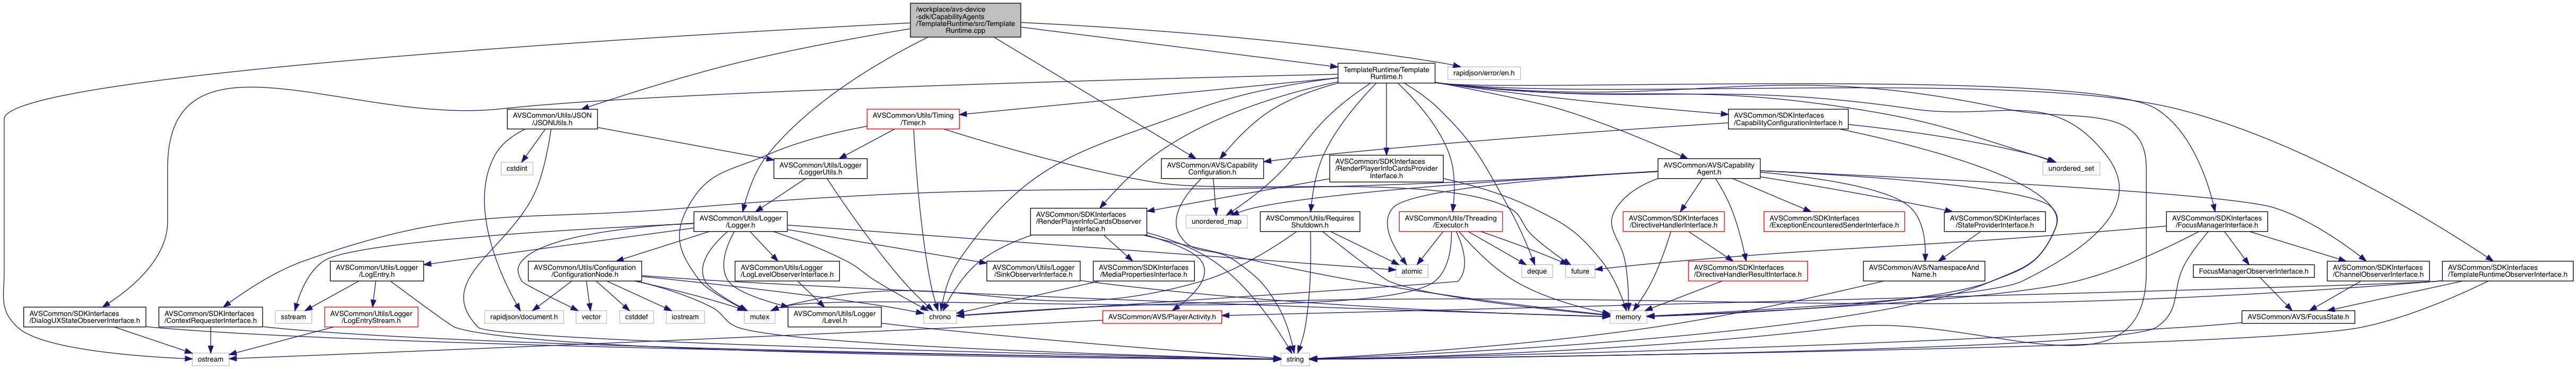 /workplace/avs-device
-sdk/CapabilityAgents
/TemplateRuntime/src/Template
Runtime.cpp
TemplateRuntime/Template
Runtime.h
rapidjson/error/en.h
AVSCommon/Utils/JSON
/JSONUtils.h
AVSCommon/Utils/Timing
/Timer.h
AVSCommon/SDKInterfaces
/CapabilityConfigurationInterface.h
cstdint
AVSCommon/Utils/Logger
/LoggerUtils.h
AVSCommon/AVS/Capability
Configuration.h
AVSCommon/SDKInterfaces
/RenderPlayerInfoCardsProvider
Interface.h
AVSCommon/AVS/Capability
Agent.h
unordered_set
AVSCommon/Utils/Logger
/Logger.h
AVSCommon/SDKInterfaces
/RenderPlayerInfoCardsObserver
Interface.h
unordered_map
AVSCommon/Utils/Requires
Shutdown.h
AVSCommon/Utils/Threading
/Executor.h
AVSCommon/SDKInterfaces
/DirectiveHandlerInterface.h
AVSCommon/SDKInterfaces
/ExceptionEncounteredSenderInterface.h
AVSCommon/SDKInterfaces
/StateProviderInterface.h
AVSCommon/SDKInterfaces
/FocusManagerInterface.h
AVSCommon/Utils/Logger
/LogEntry.h
AVSCommon/Utils/Configuration
/ConfigurationNode.h
AVSCommon/Utils/Logger
/LogLevelObserverInterface.h
AVSCommon/Utils/Logger
/SinkObserverInterface.h
AVSCommon/SDKInterfaces
/MediaPropertiesInterface.h
atomic
deque
future
AVSCommon/SDKInterfaces
/DirectiveHandlerResultInterface.h
AVSCommon/AVS/NamespaceAnd
Name.h
FocusManagerObserverInterface.h
AVSCommon/SDKInterfaces
/ChannelObserverInterface.h
AVSCommon/SDKInterfaces
/TemplateRuntimeObserverInterface.h
AVSCommon/SDKInterfaces
/DialogUXStateObserverInterface.h
AVSCommon/SDKInterfaces
/ContextRequesterInterface.h
sstream
AVSCommon/Utils/Logger
/LogEntryStream.h
rapidjson/document.h
vector
cstddef
iostream
mutex
AVSCommon/Utils/Logger
/Level.h
chrono
AVSCommon/AVS/PlayerActivity.h
memory
AVSCommon/AVS/FocusState.h
ostream
string